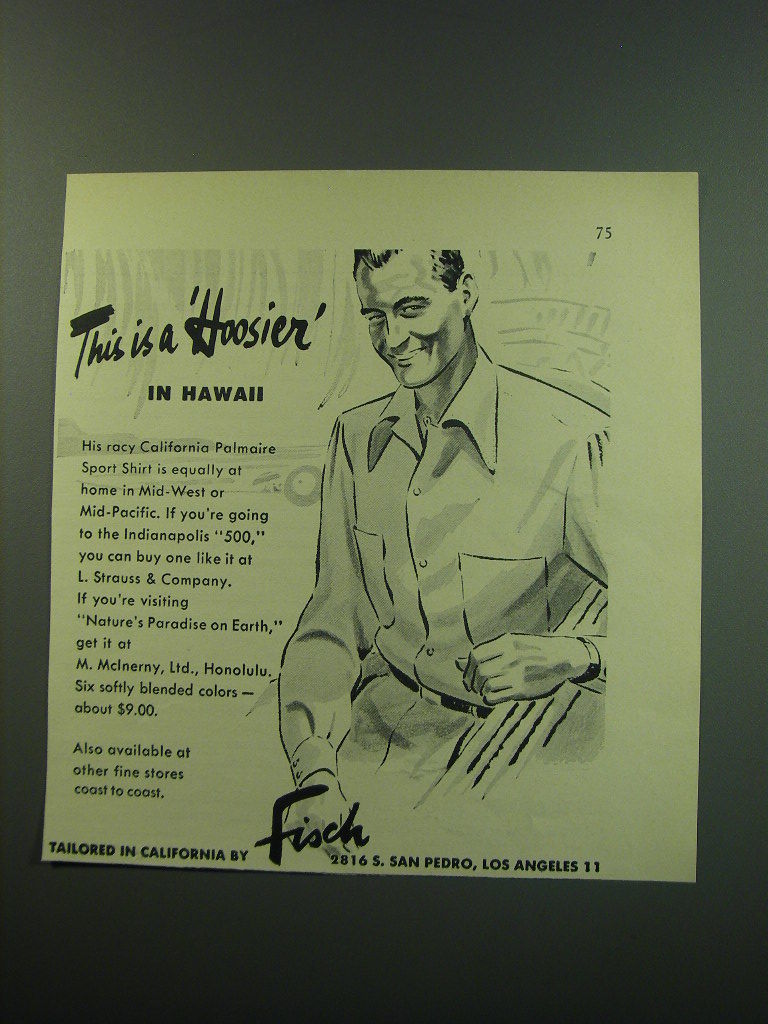 75
This is a 'Hoosier'
IN HAWAII
His racy California Palmaire
Sport Shirt is equally at
home in Mid-West or
Mid-Pacific. If you're going
to the Indianapolis "500,"
you can buy one like it at
L. Strauss & Company.
If you're visiting
"Nature's Paradise on Earth,"
get it at
M. McInerny, Ltd., Honolulu.
Six softly blended colors —
about $9.00.
Also available at
other fine stores
coast to coast.
TAILORED IN CALIFORNIA BY Fisch
2816 S. SAN PEDRO, LOS ANGELES 11